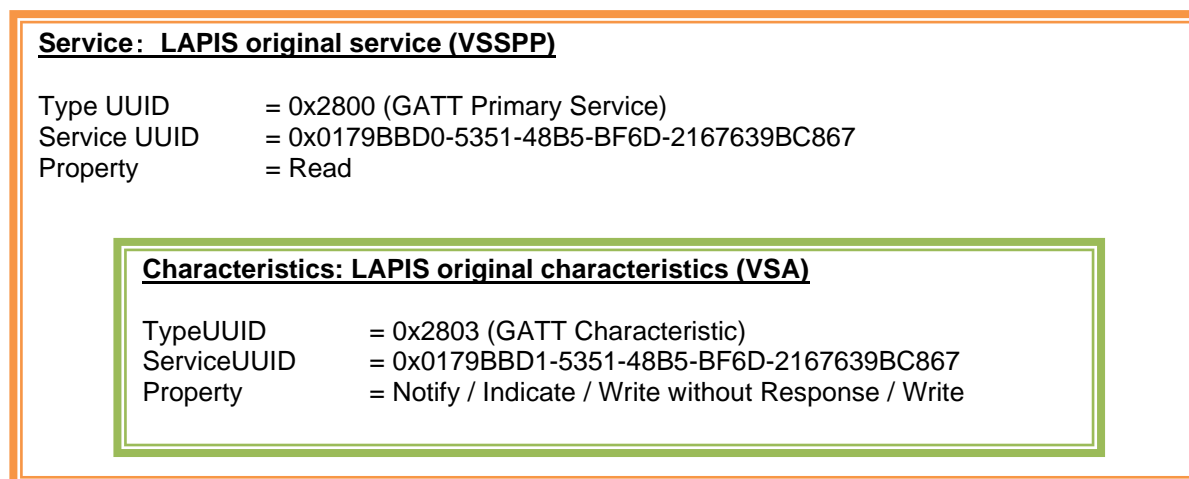 Service： LAPIS original service (VSSPP)
Type UUID = 0x2800 (GATT Primary Service)
Service UUID = 0x0179BBD0-5351-48B5-BF6D-2167639BC867
Property = Read
Characteristics: LAPIS original characteristics (VSA)
TypeUUID = 0x2803 (GATT Characteristic)
ServiceUUID = 0x0179BBD1-5351-48B5-BF6D-2167639BC867
Property = Notify / Indicate / Write without Response / Write